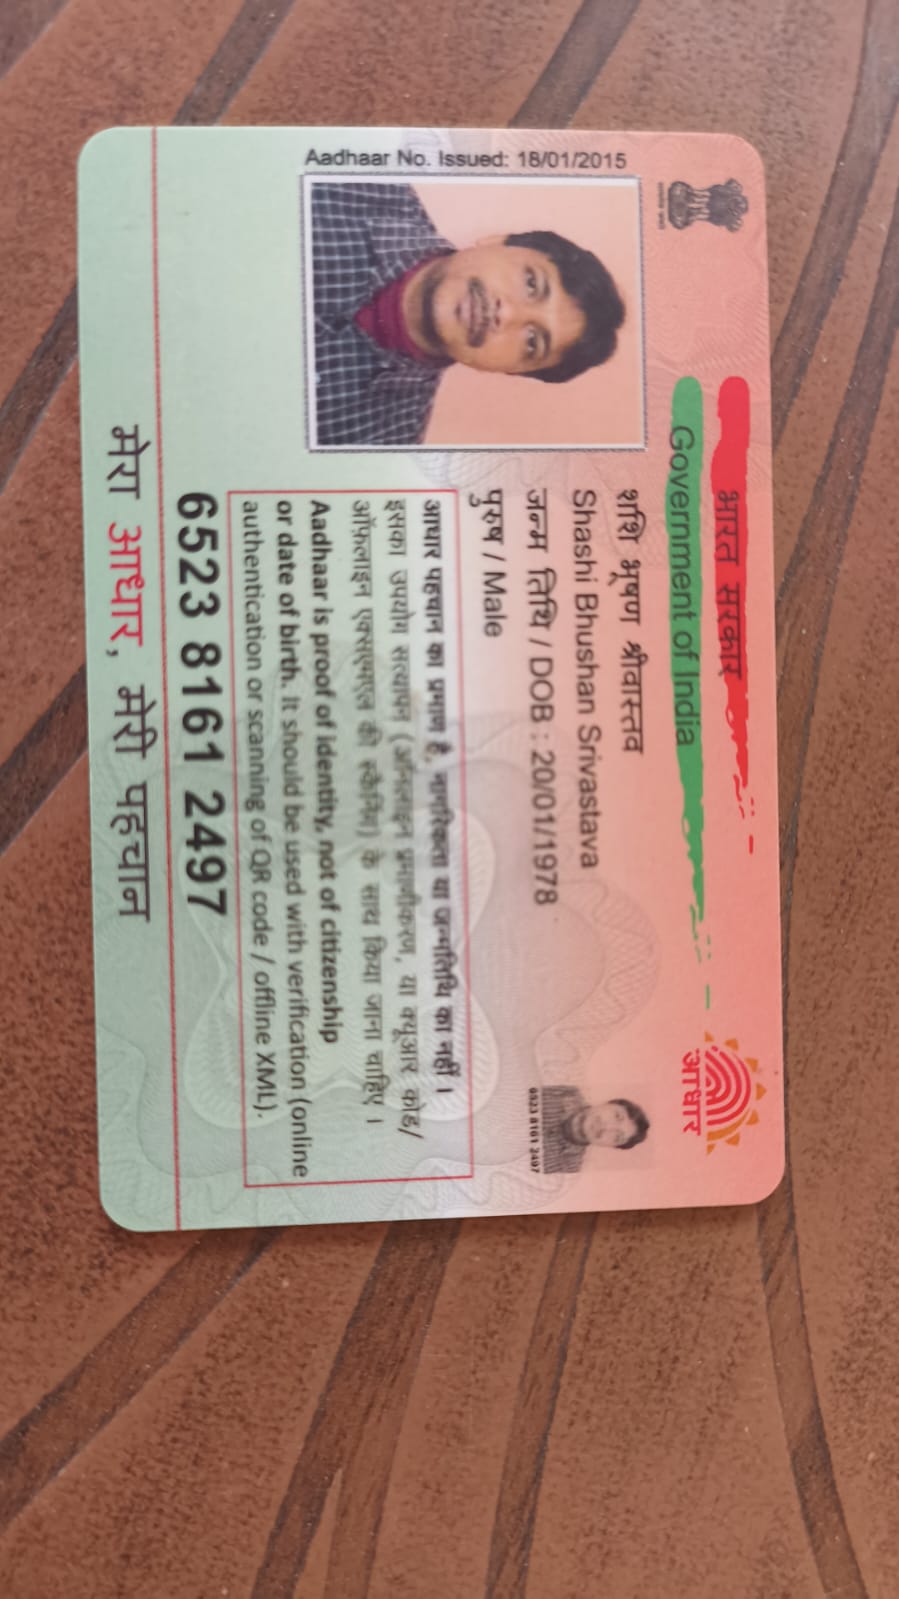 भारत सरकार
Government of India
Aadhaar No. Issued: 18/01/2015
शशि भूषण श्रीवास्तव
Shashi Bhushan Srivastava
जन्म तिथि / DOB : 20/01/1978
पुरुष / Male
आधार
6523 8161 2497
आधार पहचान का प्रमाण है, नागरिकता या जन्मतिथि का नहीं ।
इसका उपयोग सत्यापन (ऑनलाइन प्रमाणीकरण, या क्यूआर कोड/
ऑफ़लाइन एक्सएमएल की स्कैनिंग) के साथ किया जाना चाहिए ।
Aadhaar is proof of identity, not of citizenship
or date of birth. It should be used with verification (online
authentication or scanning of QR code / offline XML).
6523 8161 2497
मेरा आधार, मेरी पहचान